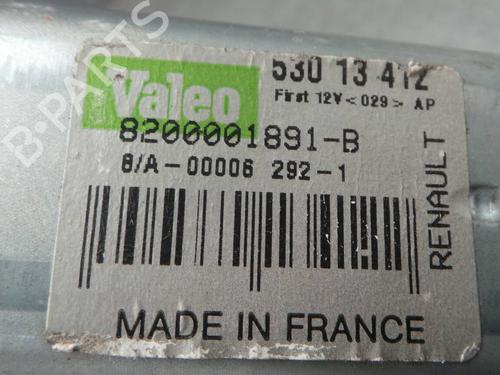 Valeo
530 13 412
First 12V < 029 > AP
8200001891-B
8/A-00006 292-1
RENAULT
MADE IN FRANCE
B-PARTS